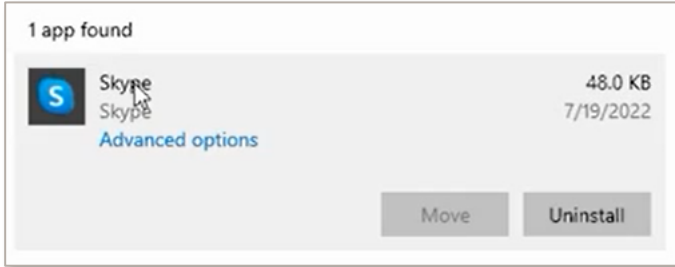 1 app found
Skype 48.0 KB
Skype 7/19/2022
Advanced options
Move Uninstall